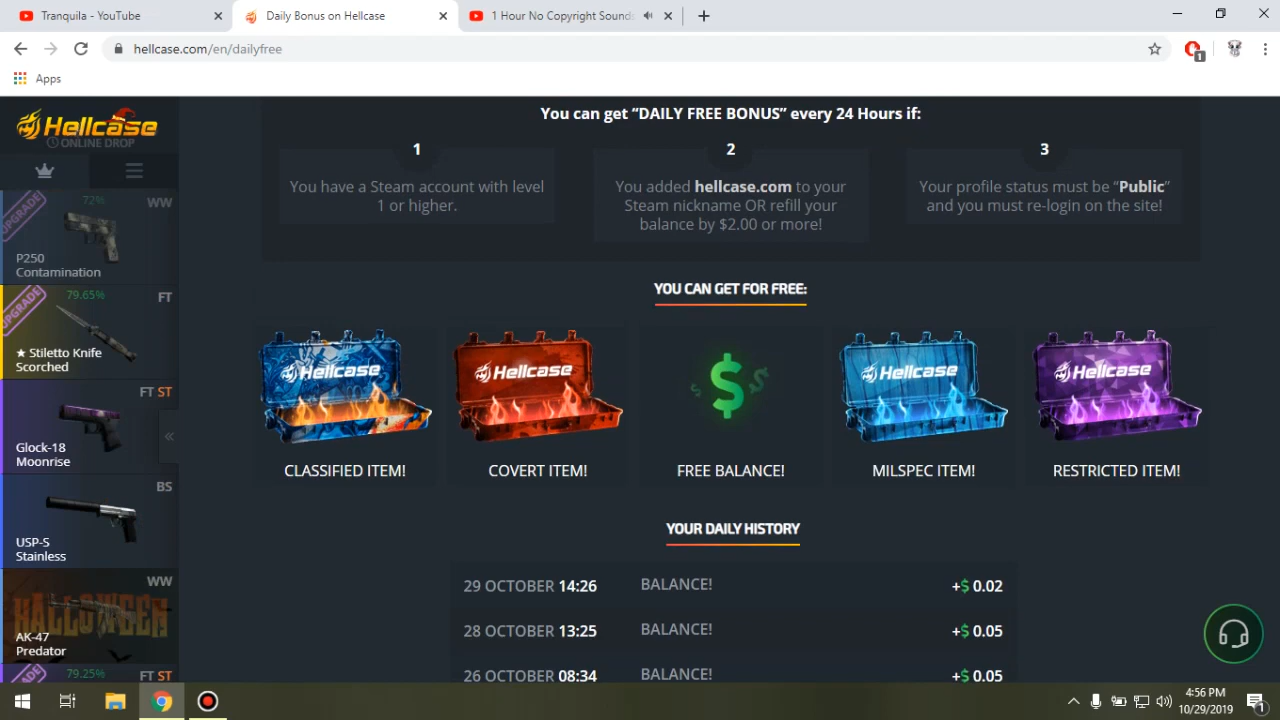 Tranquila - YouTube
Daily Bonus on Hellcase
1 Hour No Copyright Sounds
hellcase.com/en/dailyfree
1
Apps
Hellcase
ONLINE DROP
UPGRADE
72%
WW
P250
Contamination
UPGRADE
79.65%
FT
★ Stiletto Knife
Scorched
FT ST
Glock-18
Moonrise
«
BS
USP-S
Stainless
WW
HALLOWEEN
AK-47
Predator
79.25%
FT ST
You can get “DAILY FREE BONUS” every 24 Hours if:
1
You have a Steam account with level
1 or higher.
2
You added hellcase.com to your
Steam nickname OR refill your
balance by $2.00 or more!
3
Your profile status must be “Public”
and you must re-login on the site!
YOU CAN GET FOR FREE:
Hellcase
CLASSIFIED ITEM!
Hellcase
COVERT ITEM!
$
FREE BALANCE!
Hellcase
MILSPEC ITEM!
Hellcase
RESTRICTED ITEM!
YOUR DAILY HISTORY
29 OCTOBER 14:26 BALANCE! +$ 0.02
28 OCTOBER 13:25 BALANCE! +$ 0.05
26 OCTOBER 08:34 BALANCE! +$ 0.05
4:56 PM
10/29/2019
1